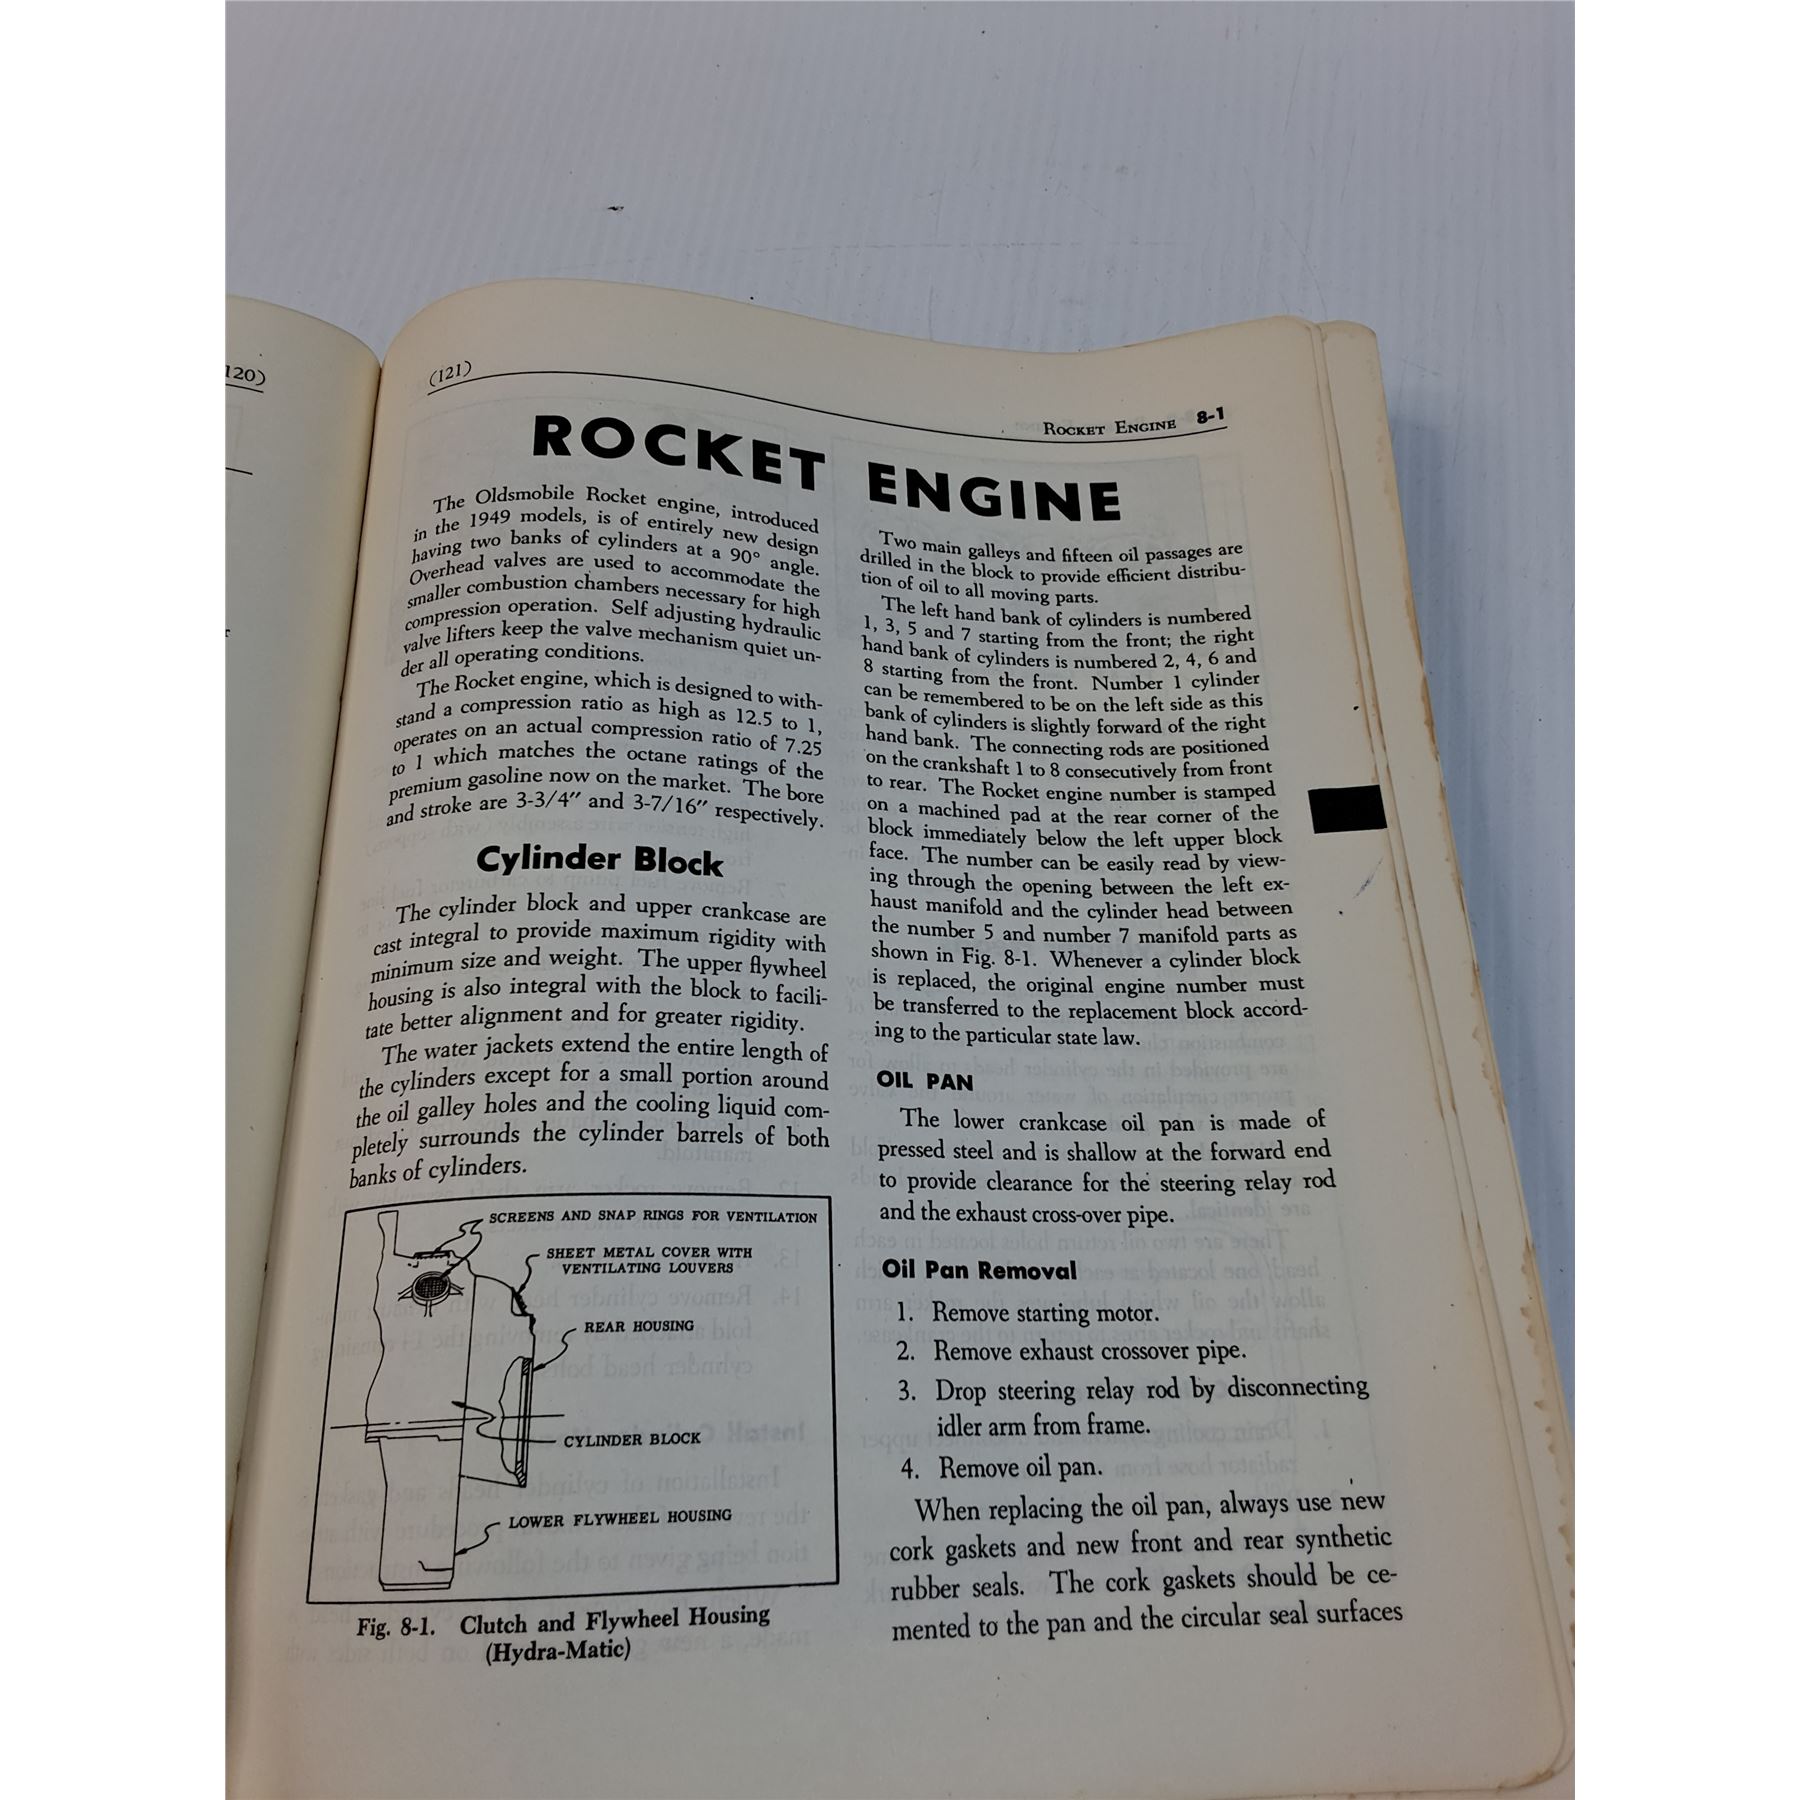 120)
(121)
ROCKET ENGINE 8-1
ROCKET ENGINE
The Oldsmobile Rocket engine, introduced
in the 1949 models, is of entirely new design
having two banks of cylinders at a 90° angle.
Overhead valves are used to accommodate the
smaller combustion chambers necessary for high
compression operation. Self adjusting hydraulic
valve lifters keep the valve mechanism quiet un-
der all operating conditions.
The Rocket engine, which is designed to with-
stand a compression ratio as high as 12.5 to 1,
operates on an actual compression ratio of 7.25
to 1 which matches the octane ratings of the
premium gasoline now on the market. The bore
and stroke are 3-3/4″ and 3-7/16″ respectively.
Cylinder Block
The cylinder block and upper crankcase are
cast integral to provide maximum rigidity with
minimum size and weight. The upper flywheel
housing is also integral with the block to facili-
tate better alignment and for greater rigidity.
The water jackets extend the entire length of
the cylinders except for a small portion around
the oil galley holes and the cooling liquid com-
pletely surrounds the cylinder barrels of both
banks of cylinders.
SCREENS AND SNAP RINGS FOR VENTILATION
SHEET METAL COVER WITH
VENTILATING LOUVERS
REAR HOUSING
CYLINDER BLOCK
LOWER FLYWHEEL HOUSING
Fig. 8-1. Clutch and Flywheel Housing
(Hydra-Matic)
Two main galleys and fifteen oil passages are
drilled in the block to provide efficient distribu-
tion of oil to all moving parts.
The left hand bank of cylinders is numbered
1, 3, 5 and 7 starting from the front; the right
hand bank of cylinders is numbered 2, 4, 6 and
8 starting from the front. Number 1 cylinder
can be remembered to be on the left side as this
bank of cylinders is slightly forward of the right
hand bank. The connecting rods are positioned
on the crankshaft 1 to 8 consecutively from front
to rear. The Rocket engine number is stamped
on a machined pad at the rear corner of the
block immediately below the left upper block
face. The number can be easily read by view-
ing through the opening between the left ex-
haust manifold and the cylinder head between
the number 5 and number 7 manifold parts as
shown in Fig. 8-1. Whenever a cylinder block
is replaced, the original engine number must
be transferred to the replacement block accord-
ing to the particular state law.
OIL PAN
The lower crankcase oil pan is made of
pressed steel and is shallow at the forward end
to provide clearance for the steering relay rod
and the exhaust cross-over pipe.
Oil Pan Removal
1. Remove starting motor.
2. Remove exhaust crossover pipe.
3. Drop steering relay rod by disconnecting
idler arm from frame.
4. Remove oil pan.
When replacing the oil pan, always use new
cork gaskets and new front and rear synthetic
rubber seals. The cork gaskets should be ce-
mented to the pan and the circular seal surfaces